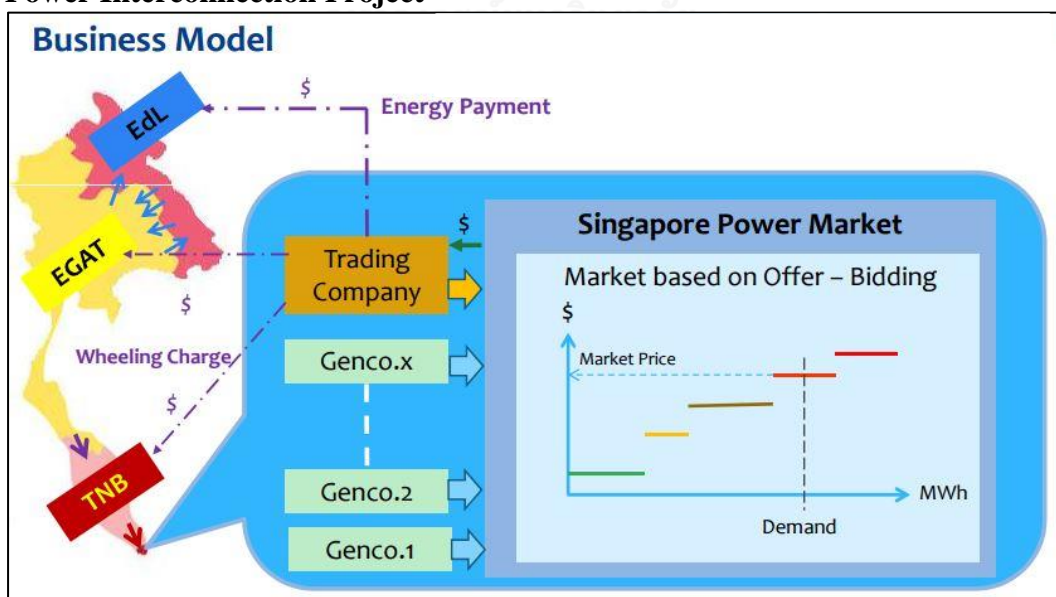 Power Interconnection Project
Business Model
$
Energy Payment
EdL
EGAT
$
Wheeling Charge
$
TNB
Trading
Company
$
Genco.x
Genco.2
Genco.1
Singapore Power Market
Market based on Offer – Bidding
$
Market Price
MWh
Demand